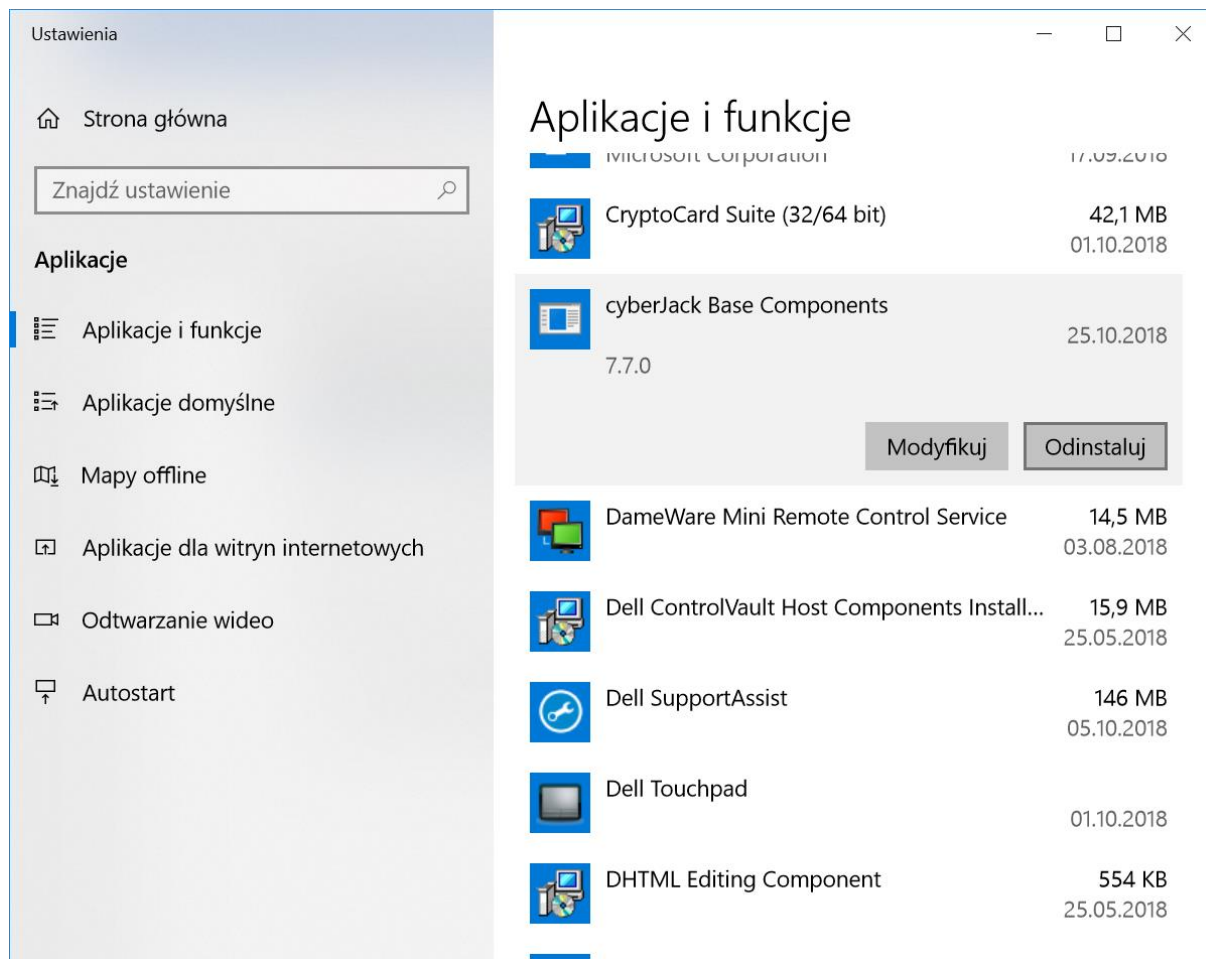 Ustawienia
Strona główna
Znajdź ustawienie
Aplikacje
Aplikacje i funkcje
Aplikacje domyślne
Mapy offline
Aplikacje dla witryn internetowych
Odtwarzanie wideo
Autostart
Aplikacje i funkcje
Microsoft Corporation 17.09.2018
CryptoCard Suite (32/64 bit) 42,1 MB
01.10.2018
cyberJack Base Components
25.10.2018
7.7.0
Modyfikuj Odinstaluj
DameWare Mini Remote Control Service 14,5 MB
03.08.2018
Dell ControlVault Host Components Install... 15,9 MB
25.05.2018
Dell SupportAssist 146 MB
05.10.2018
Dell Touchpad
01.10.2018
DHTML Editing Component 554 KB
25.05.2018